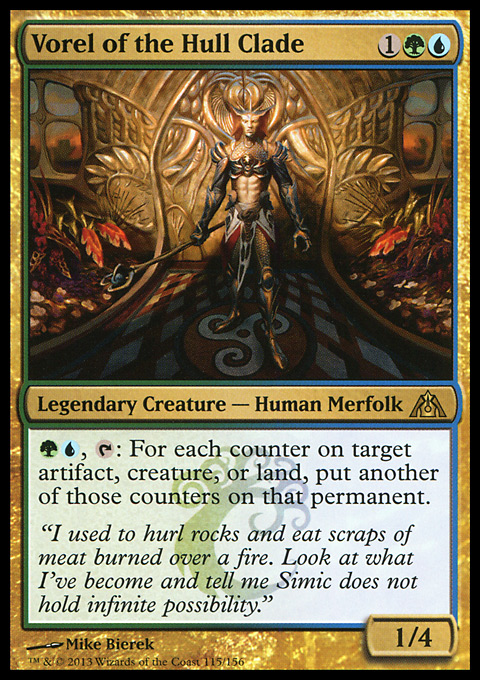 Vorel of the Hull Clade 1
Legendary Creature — Human Merfolk
, : For each counter on target
artifact, creature, or land, put another
of those counters on that permanent.
“I used to hurl rocks and eat scraps of
meat burned over a fire. Look at what
I’ve become and tell me Simic does not
hold infinite possibility.”
Mike Bierek
™ & © 2013 Wizards of the Coast 115/156
1/4